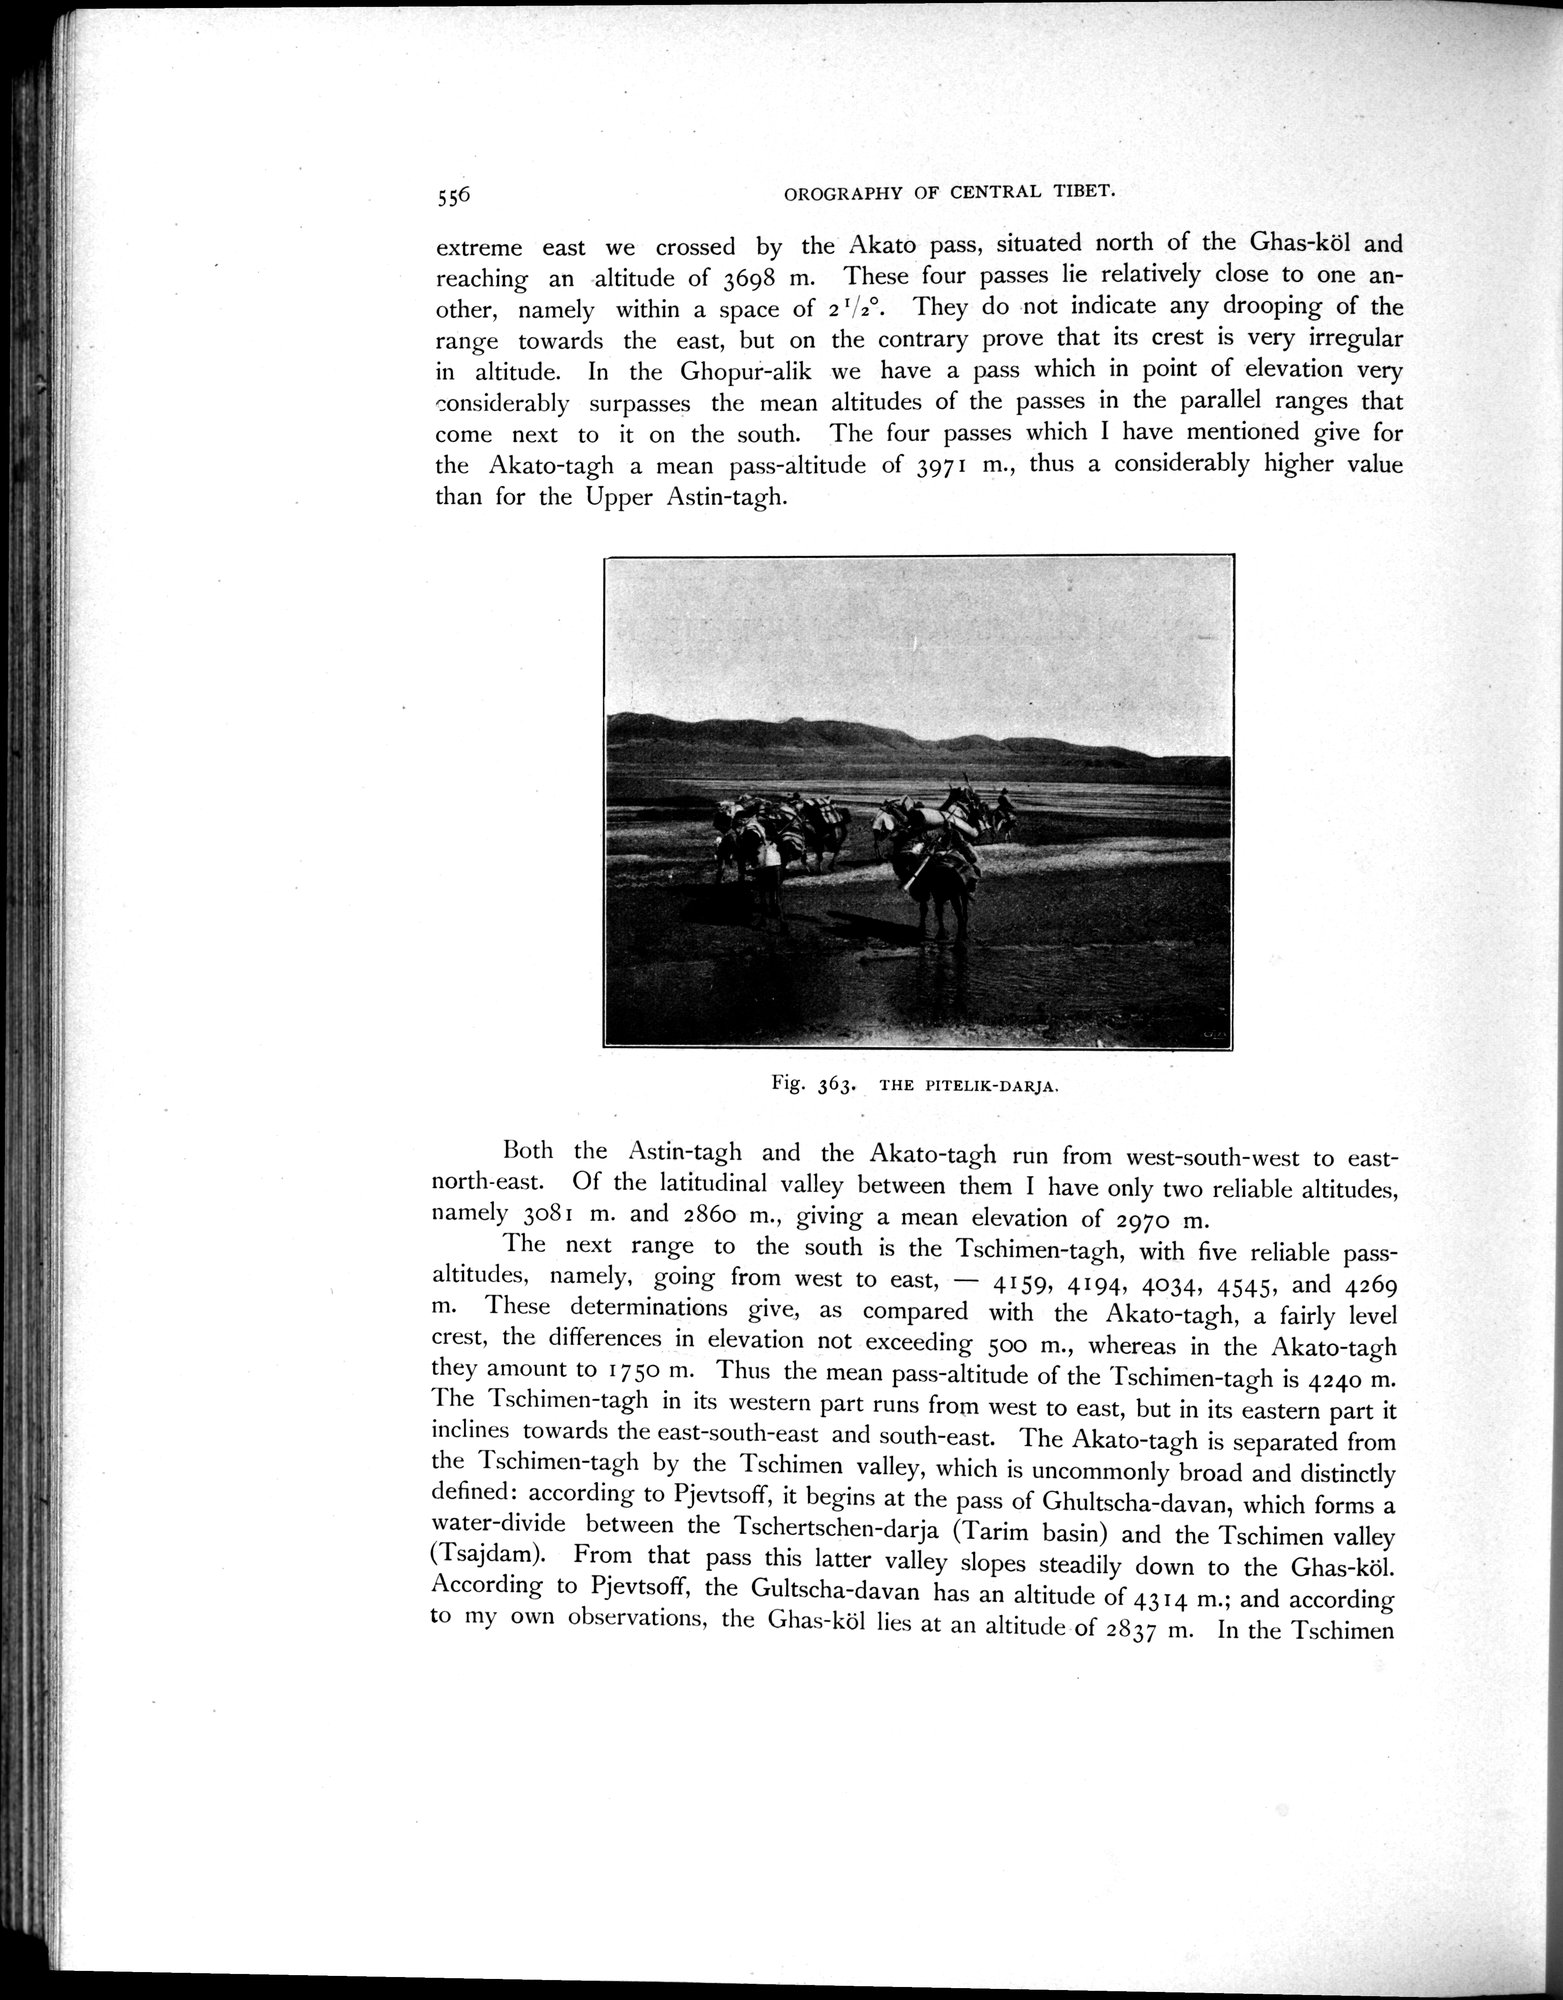 556
OROGRAPHY OF CENTRAL TIBET.
extreme east we crossed by the Akato pass, situated north of the Ghas-köl and
reaching an altitude of 3698 m. These four passes lie relatively close to one an-
other, namely within a space of 2 1/2°. They do not indicate any drooping of the
range towards the east, but on the contrary prove that its crest is very irregular
in altitude. In the Ghopur-alik we have a pass which in point of elevation very
considerably surpasses the mean altitudes of the passes in the parallel ranges that
come next to it on the south. The four passes which I have mentioned give for
the Akato-tagh a mean pass-altitude of 3971 m., thus a considerably higher value
than for the Upper Astin-tagh.
Fig. 363. THE PITELIK-DARJA.
Both the Astin-tagh and the Akato-tagh run from west-south-west to east-
north-east. Of the latitudinal valley between them I have only two reliable altitudes,
namely 3081 m. and 2860 m., giving a mean elevation of 2970 m.
The next range to the south is the Tschimen-tagh, with five reliable pass-
altitudes, namely, going from west to east, — 4159, 4194, 4034, 4545, and 4269
m. These determinations give, as compared with the Akato-tagh, a fairly level
crest, the differences in elevation not exceeding 500 m., whereas in the Akato-tagh
they amount to 1750 m. Thus the mean pass-altitude of the Tschimen-tagh is 4240 m.
The Tschimen-tagh in its western part runs from west to east, but in its eastern part it
inclines towards the east-south-east and south-east. The Akato-tagh is separated from
the Tschimen-tagh by the Tschimen valley, which is uncommonly broad and distinctly
defined: according to Pjevtsoff, it begins at the pass of Ghultscha-davan, which forms a
water-divide between the Tschertschen-darja (Tarim basin) and the Tschimen valley
(Tsajdam). From that pass this latter valley slopes steadily down to the Ghas-köl.
According to Pjevtsoff, the Gultscha-davan has an altitude of 4314 m.; and according
to my own observations, the Ghas-köl lies at an altitude of 2837 m. In the Tschimen